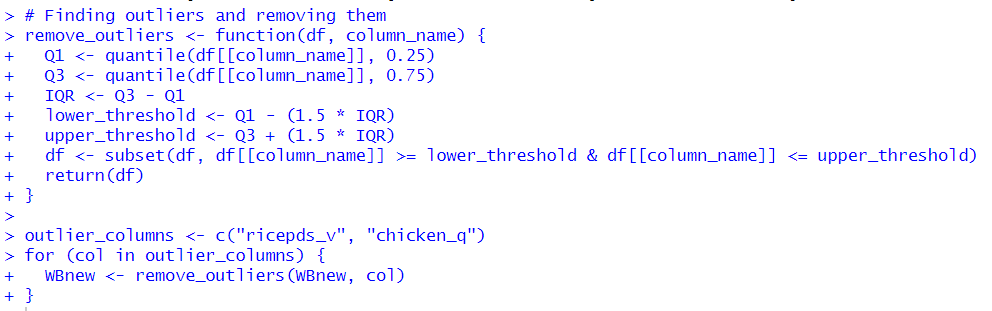 > # Finding outliers and removing them
> remove_outliers <- function(df, column_name) {
+   Q1 <- quantile(df[[column_name]], 0.25)
+   Q3 <- quantile(df[[column_name]], 0.75)
+   IQR <- Q3 - Q1
+   lower_threshold <- Q1 - (1.5 * IQR)
+   upper_threshold <- Q3 + (1.5 * IQR)
+   df <- subset(df, df[[column_name]] >= lower_threshold & df[[column_name]] <= upper_threshold)
+   return(df)
+ }
>
> outlier_columns <- c("ricepds_v", "chicken_q")
> for (col in outlier_columns) {
+   WBnew <- remove_outliers(WBnew, col)
+ }